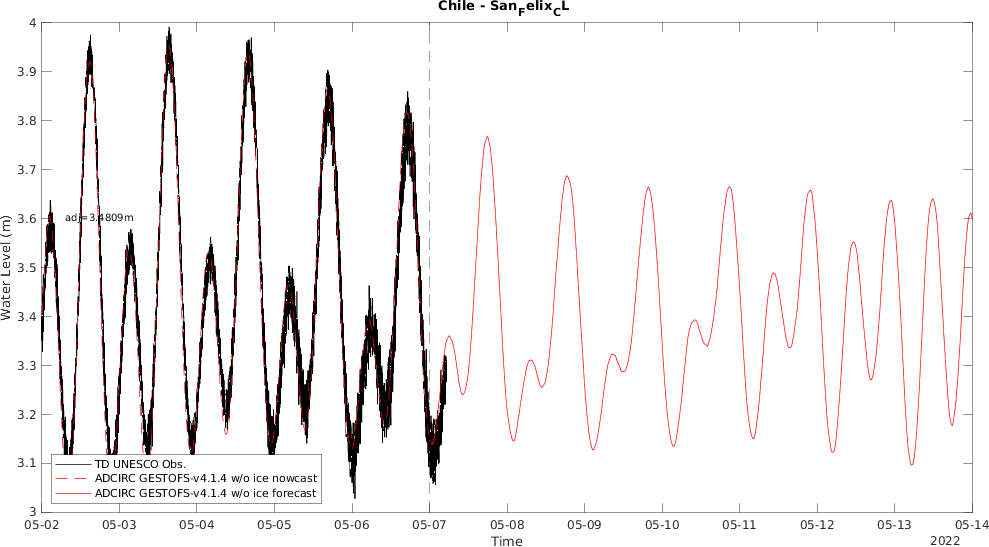 Chile - San_Felix_CL
4
3.9
3.8
3.7
3.6
3.5
3.4
3.3
3.2
3.1
3
Water Level (m)
adj=3.4809m
TD UNESCO Obs.
ADCIRC GESTOFS-v4.1.4 w/o ice nowcast
ADCIRC GESTOFS-v4.1.4 w/o ice forecast
05-02 05-03 05-04 05-05 05-06 05-07 05-08 05-09 05-10 05-11 05-12 05-13 05-14
Time
2022